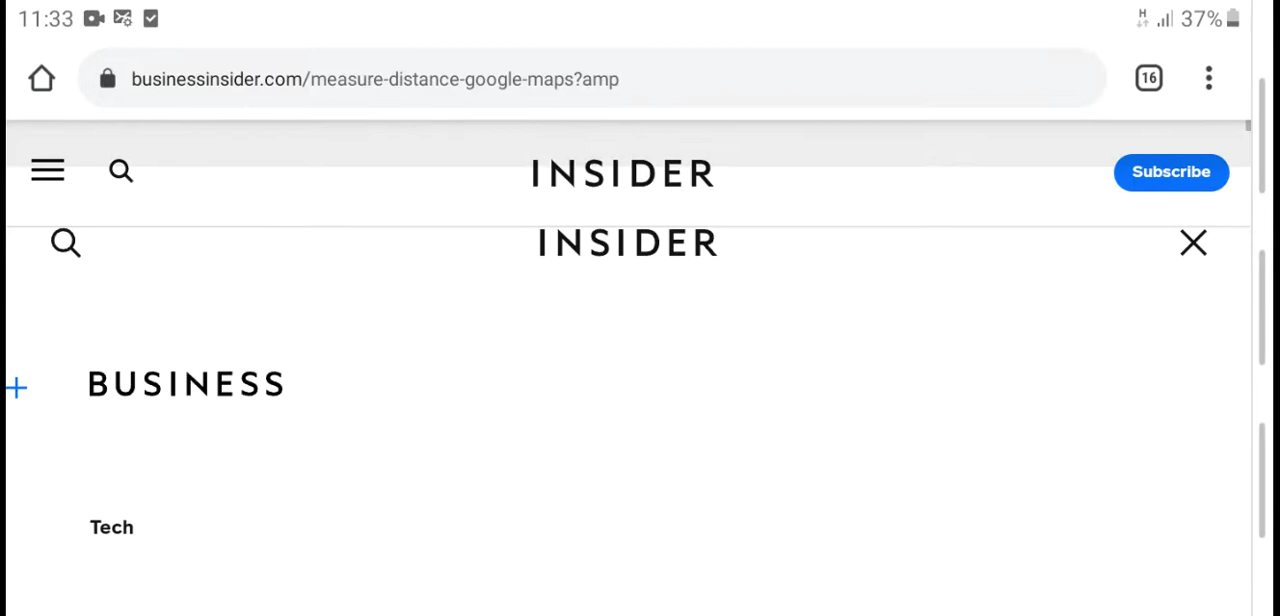 11:33 37%
businessinsider.com/measure-distance-google-maps?amp 16
INSIDER Subscribe
INSIDER
BUSINESS
Tech